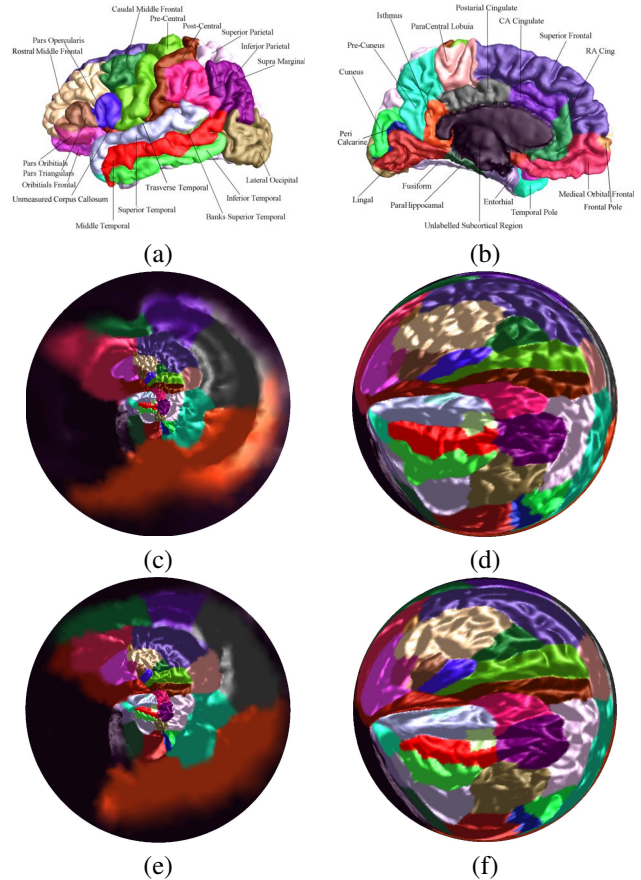 Caudal Middle Frontal
Pre-Central
Post-Central
Pars Opercularis
Rostral Middle Frontal
Superior Parietal
Inferior Parietal
Supra Marginal
Pars Oribitials
Pars Triangulars
Oribitials Frontal
Unmeasured Corpus Callosum
Middle Temporal
Superior Temporal
Trasverse Temporal
Banks Superior Temporal
Inferior Temporal
Lateral Occipital
(a)
Postarial Cingulate
Isthmus
ParaCentral Lobuia
CA Cingulate
Superior Frontal
Pre-Cuneus
RA Cing
Cuneus
Peri
Calcarine
Lingal
Fusiform
ParaHippocamal
Unlabelled Subcortical Region
Entorhial
Temporal Pole
Medical Orbital Frontal
Frontal Pole
(b)
(c)
(d)
(e)
(f)